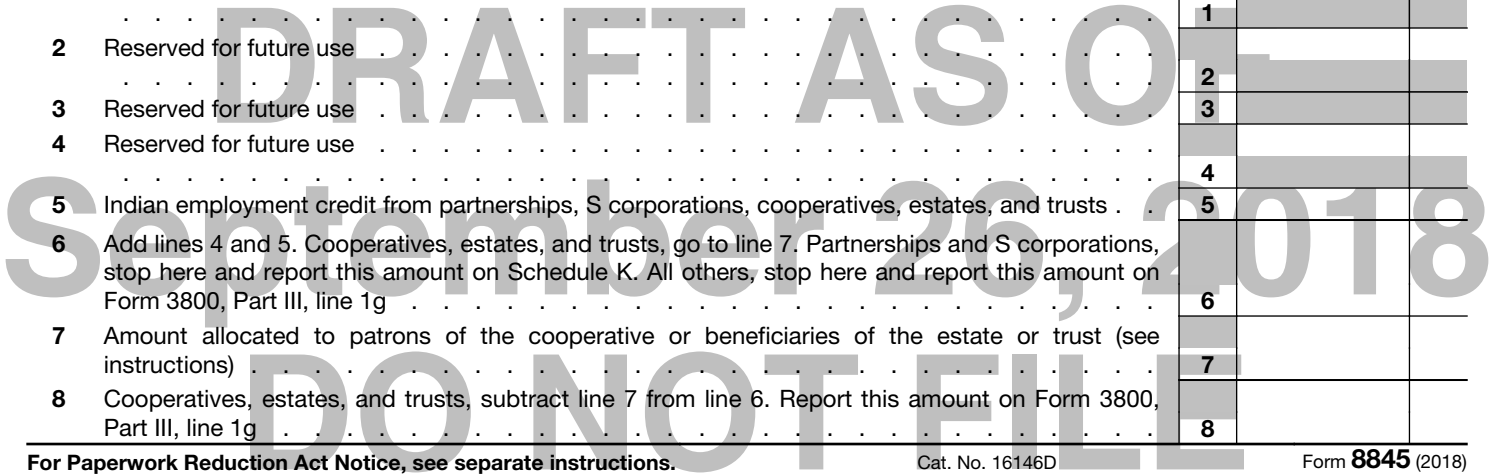 1
2 Reserved for future use
2
3 Reserved for future use 3
4 Reserved for future use
4
5 Indian employment credit from partnerships, S corporations, cooperatives, estates, and trusts . . 5
6 Add lines 4 and 5. Cooperatives, estates, and trusts, go to line 7. Partnerships and S corporations,
stop here and report this amount on Schedule K. All others, stop here and report this amount on
Form 3800, Part III, line 1g 6
7 Amount allocated to patrons of the cooperative or beneficiaries of the estate or trust (see
instructions) 7
8 Cooperatives, estates, and trusts, subtract line 7 from line 6. Report this amount on Form 3800,
Part III, line 1g 8
For Paperwork Reduction Act Notice, see separate instructions. Cat. No. 16146D Form 8845 (2018)
DRAFT AS OF
September 26, 2018
DO NOT FILE